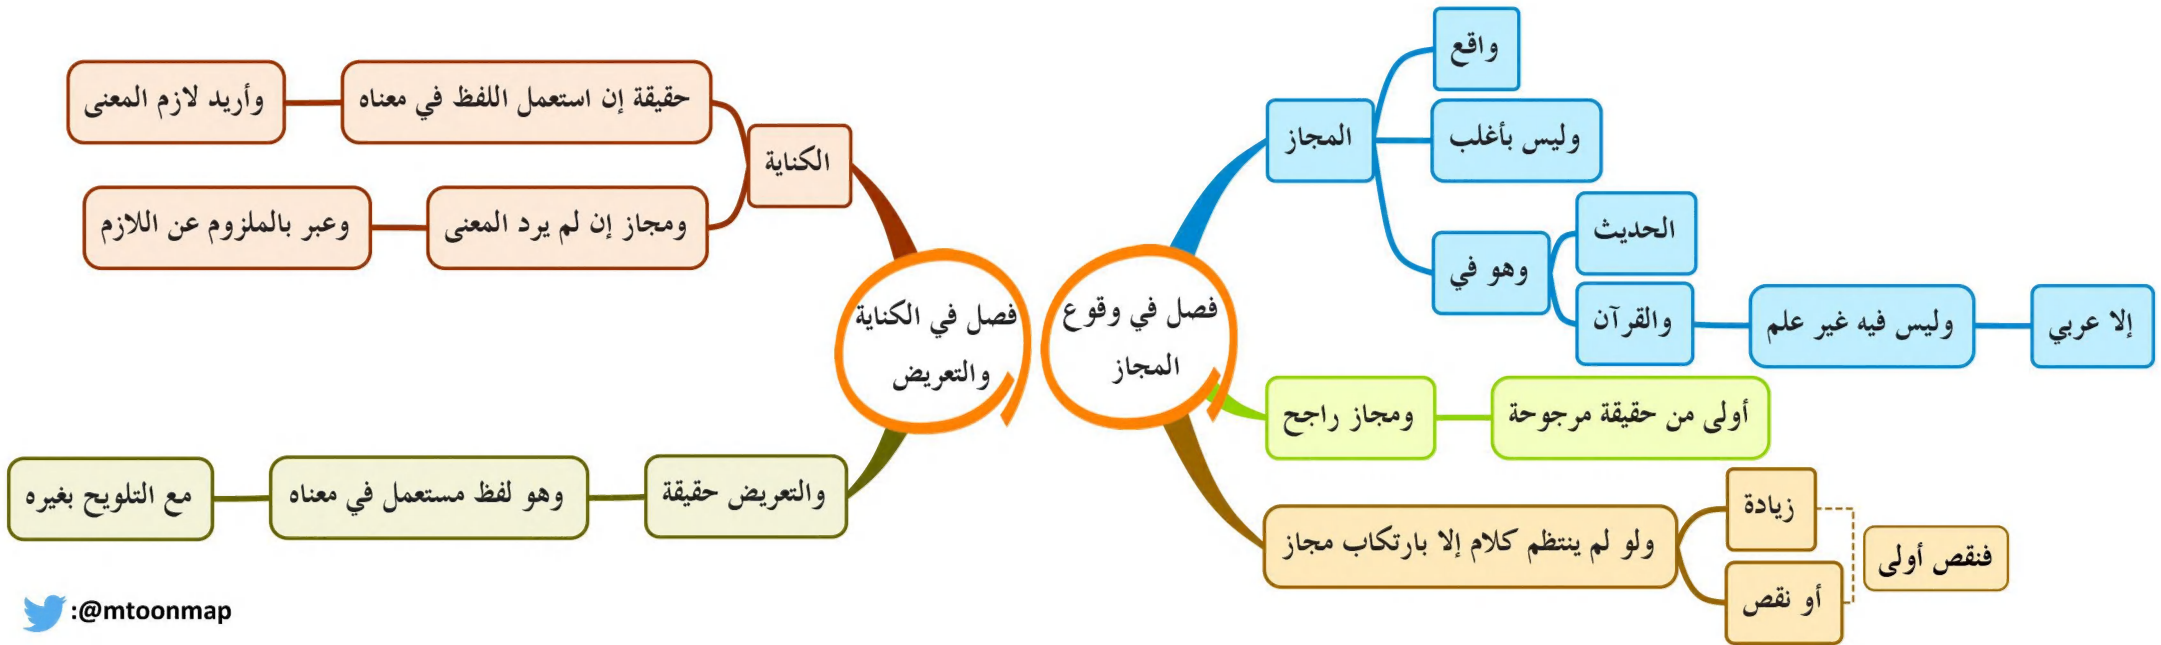 فصل في وقوع
المجاز
المجاز
واقع
وليس بأغلب
وهو في
الحديث
والقرآن
وليس فيه غير علم
إلا عربي
ومجاز راجح
أولى من حقيقة مرجوحة
ولو لم ينتظم كلام إلا بارتكاب مجاز
زيادة
أو نقص
فنقص أولى
فصل في الكناية
والتعريض
الكناية
حقيقة إن استعمل اللفظ في معناه
وأريد لازم المعنى
ومجاز إن لم يرد المعنى
وعبر بالملزوم عن اللازم
والتعريض حقيقة
وهو لفظ مستعمل في معناه
مع التلويح بغيره
:@mtoonmap